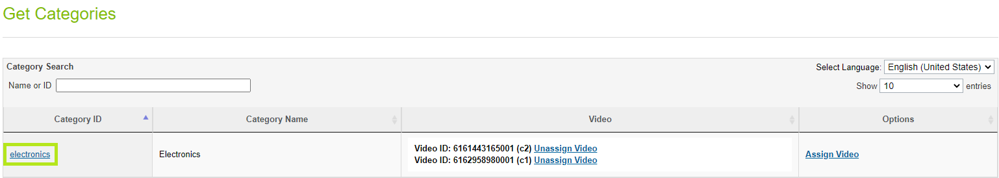 Get Categories
Category Search
Select Language: English (United States)
Name or ID
Show 10 entries
Category ID Category Name Video Options
electronics Electronics Video ID: 6161443165001 (c2) Unassign Video Assign Video
Video ID: 6162958980001 (c1) Unassign Video